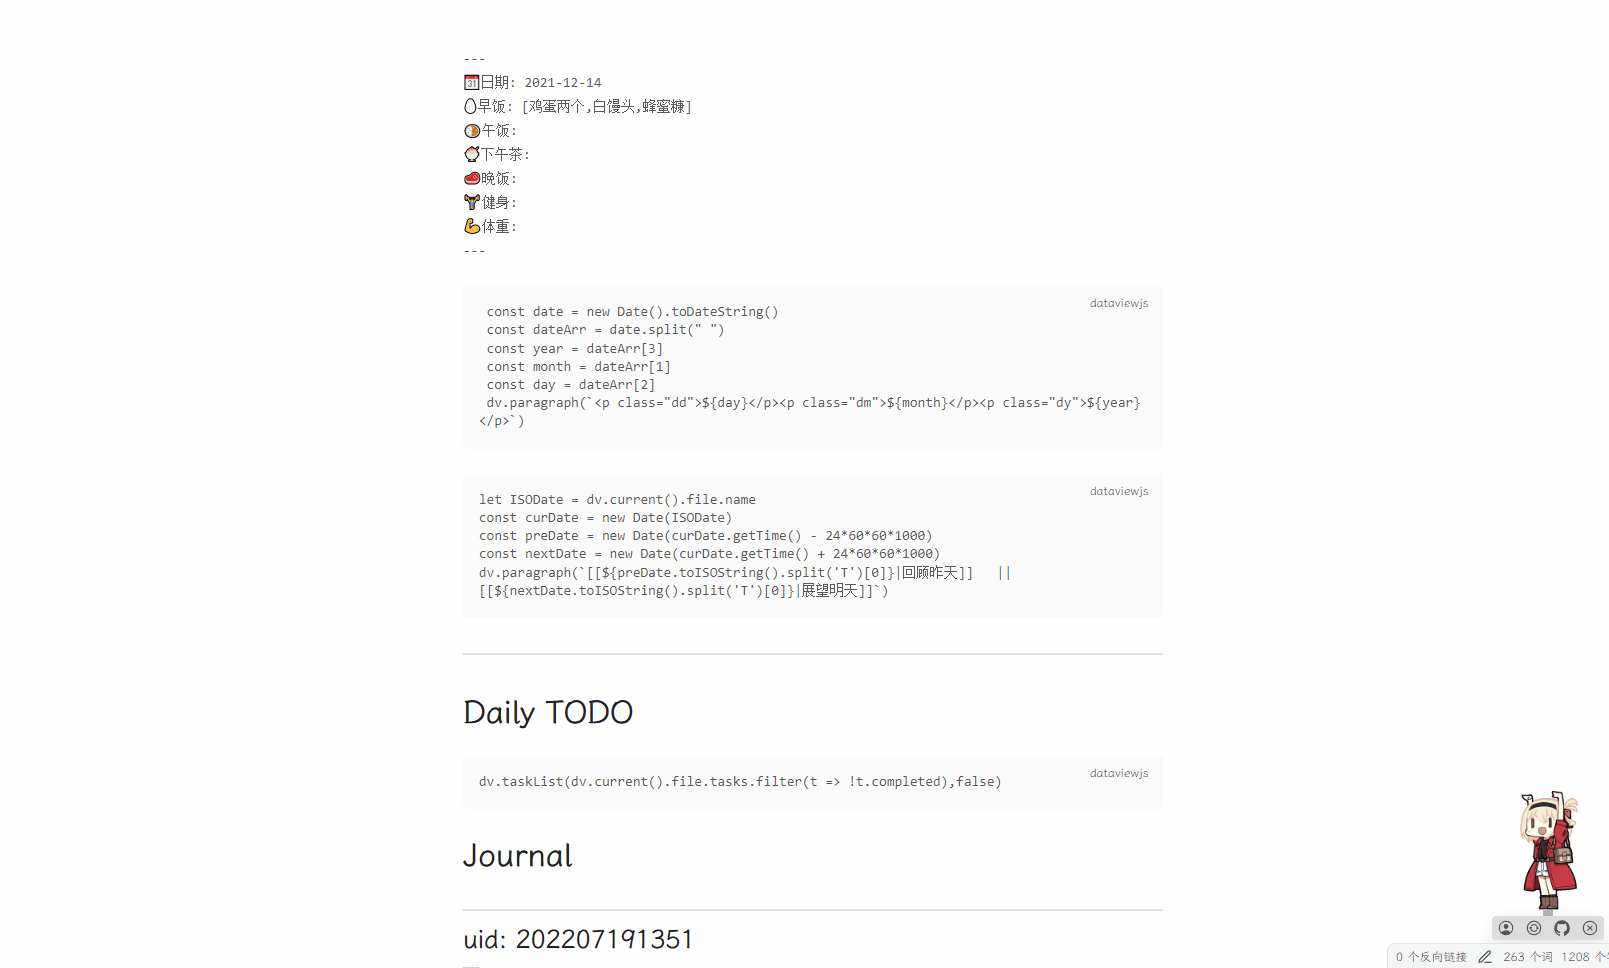 ---
📅日期: 2021-12-14
🥚早饭: [鸡蛋两个,白馒头,蜂蜜糠]
午饭:
下午茶:
晚饭:
健身:
💪体重:
---
dataviewjs
const date = new Date().toDateString()
const dateArr = date.split(" ")
const year = dateArr[3]
const month = dateArr[1]
const day = dateArr[2]
dv.paragraph(`<p class="dd">${day}</p><p class="dm">${month}</p><p class="dy">${year}
</p>`)
dataviewjs
let ISODate = dv.current().file.name
const curDate = new Date(ISODate)
const preDate = new Date(curDate.getTime() - 24*60*60*1000)
const nextDate = new Date(curDate.getTime() + 24*60*60*1000)
dv.paragraph(`[[${preDate.toISOString().split('T')[0]}|回顾昨天]]   ||
[[${nextDate.toISOString().split('T')[0]}|展望明天]]`)
Daily TODO
dataviewjs
dv.taskList(dv.current().file.tasks.filter(t => !t.completed),false)
Journal
uid: 202207191351
0 个反向链接 263 个词 1208 个